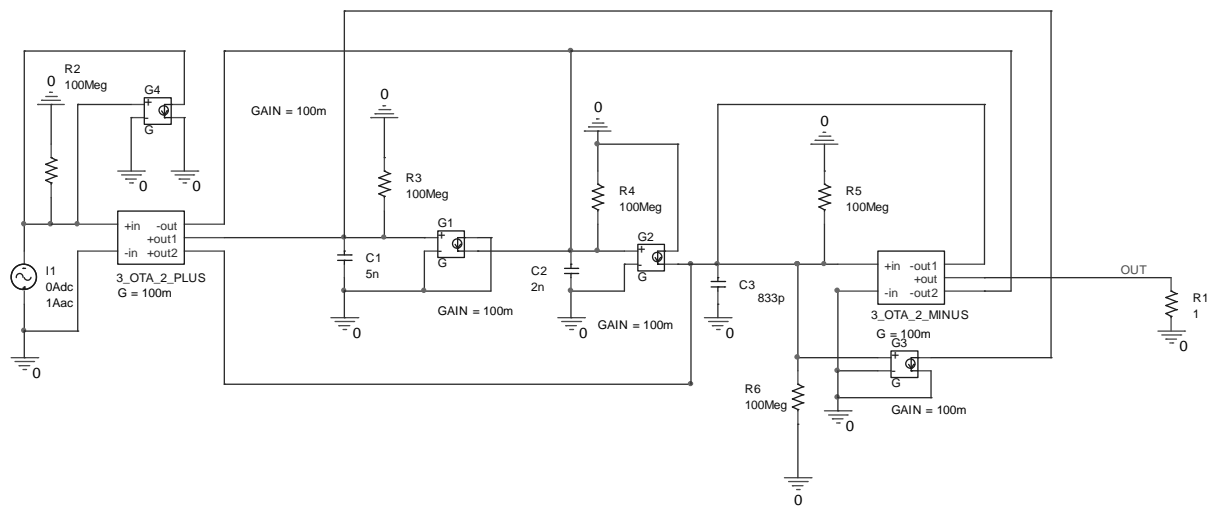 R2
100Meg
0
G4
G
0
0
GAIN = 100m
0
R3
100Meg
0
R4
100Meg
0
R5
100Meg
+in
-out
+out1
-in
+out2
3_OTA_2_PLUS
G = 100m
I1
0Adc
1Aac
0
C1
5n
0
G1
G
GAIN = 100m
C2
2n
0
G2
G
GAIN = 100m
C3
833p
0
+in
-out1
+out
-in
-out2
3_OTA_2_MINUS
G = 100m
OUT
R1
1
0
G3
G
GAIN = 100m
0
R6
100Meg
0